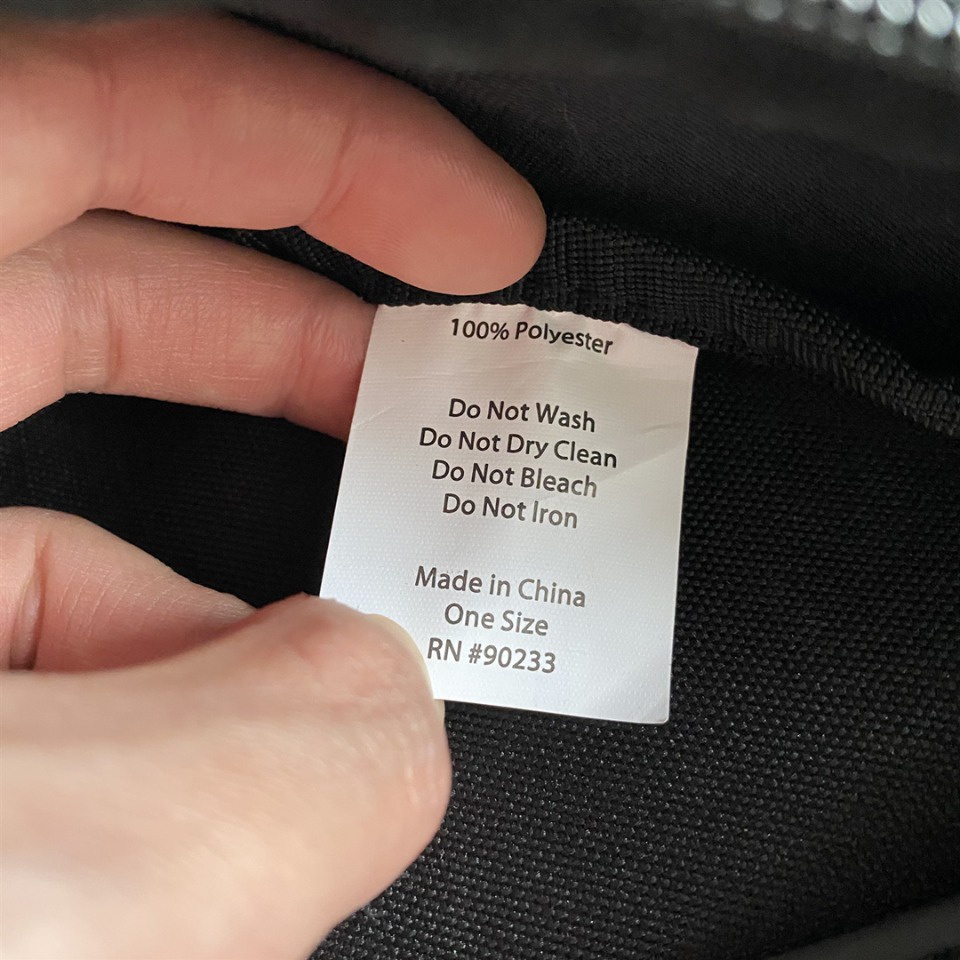 100% Polyester
Do Not Wash
Do Not Dry Clean
Do Not Bleach
Do Not Iron
Made in China
One Size
RN #90233